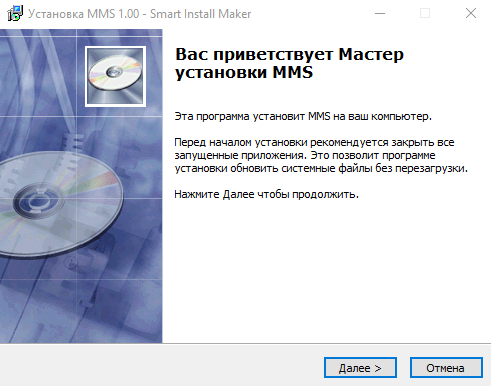 Установка MMS 1.00 - Smart Install Maker
Вас приветствует Мастер
установки MMS
Эта программа установит MMS на ваш компьютер.
Перед началом установки рекомендуется закрыть все
запущенные приложения. Это позволит программе
установки обновить системные файлы без перезагрузки.
Нажмите Далее чтобы продолжить.
Далее >
Отмена